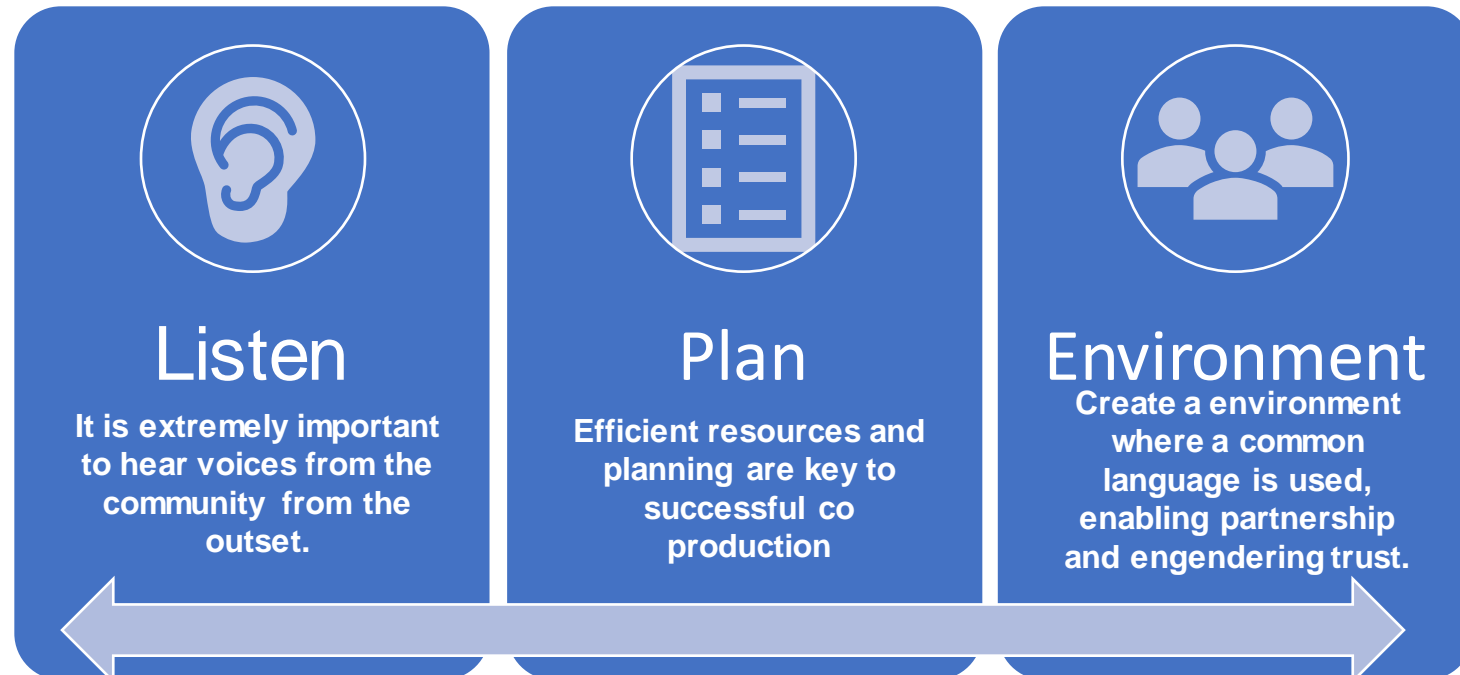 Listen
It is extremely important
to hear voices from the
community from the
outset.
Plan
Efficient resources and
planning are key to
successful co
production
Environment
Create a environment
where a common
language is used,
enabling partnership
and engendering trust.